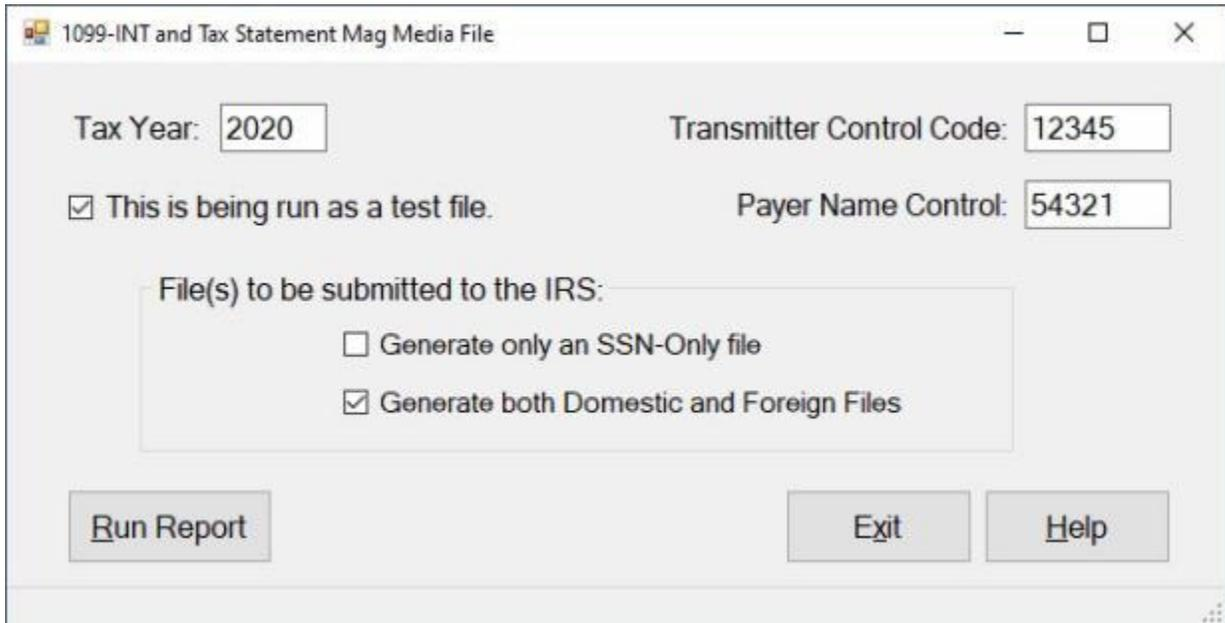 1099-INT and Tax Statement Mag Media File
Tax Year: 2020 Transmitter Control Code: 12345
This is being run as a test file. Payer Name Control: 54321
File(s) to be submitted to the IRS:
Generate only an SSN-Only file
Generate both Domestic and Foreign Files
Run Report Exit Help